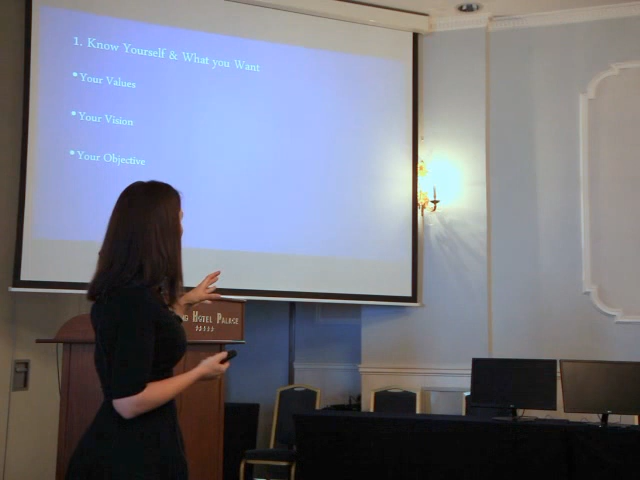 1. Know Yourself & What you Want
Your Values
Your Vision
Your Objective
Hotel Palace